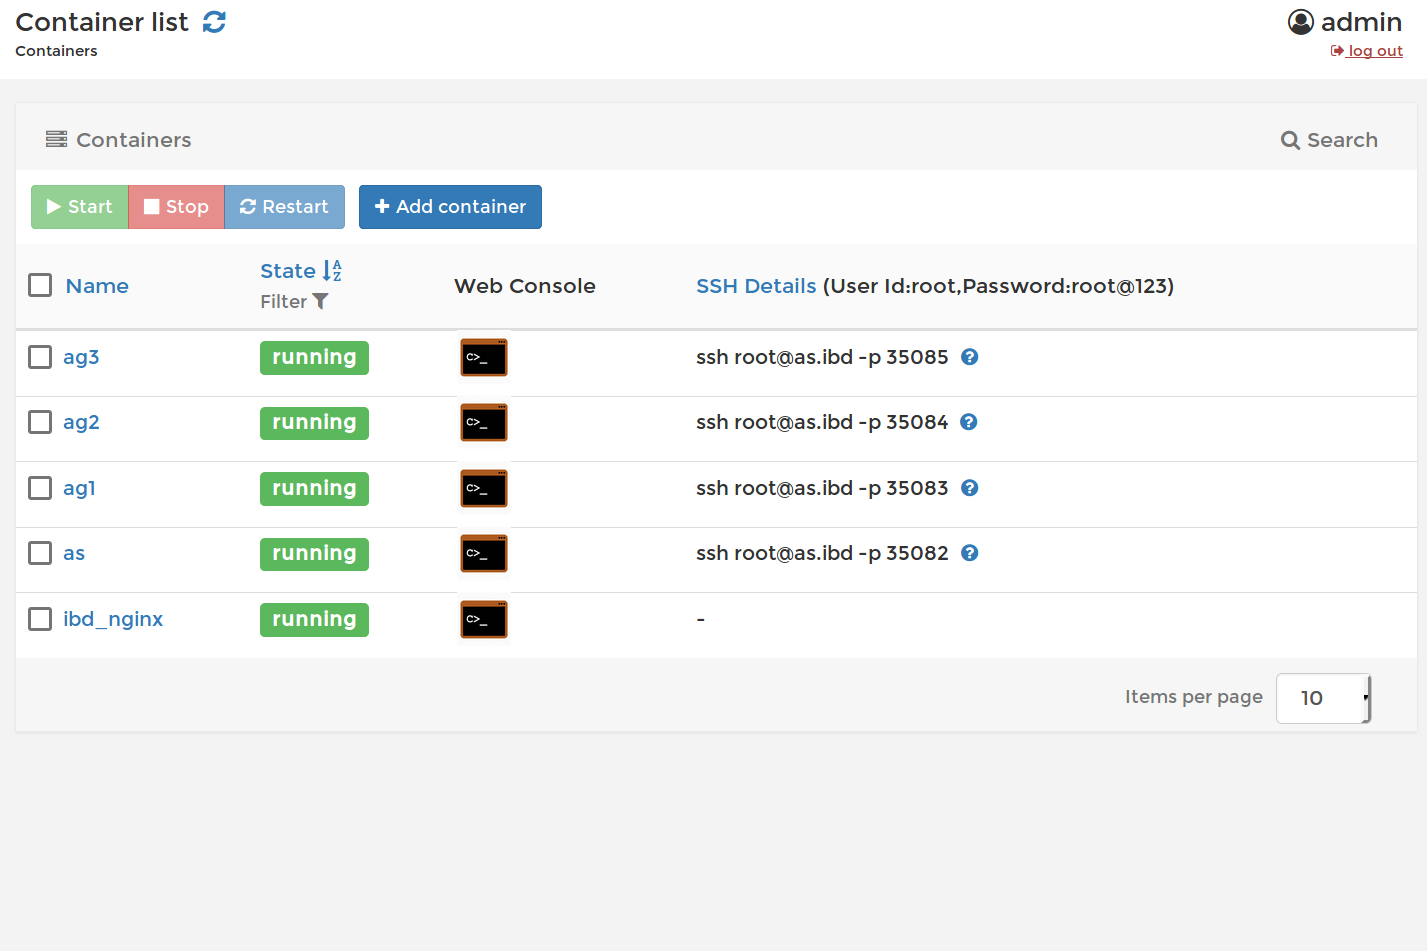 Container list
Containers
admin
log out
Containers
Search
Start Stop Restart Add container
Name State Web Console SSH Details (User Id:root,Password:root@123)
Filter
ag3 running C>_ ssh root@as.ibd -p 35085
ag2 running C>_ ssh root@as.ibd -p 35084
ag1 running C>_ ssh root@as.ibd -p 35083
as running C>_ ssh root@as.ibd -p 35082
ibd_nginx running C>_ -
Items per page 10